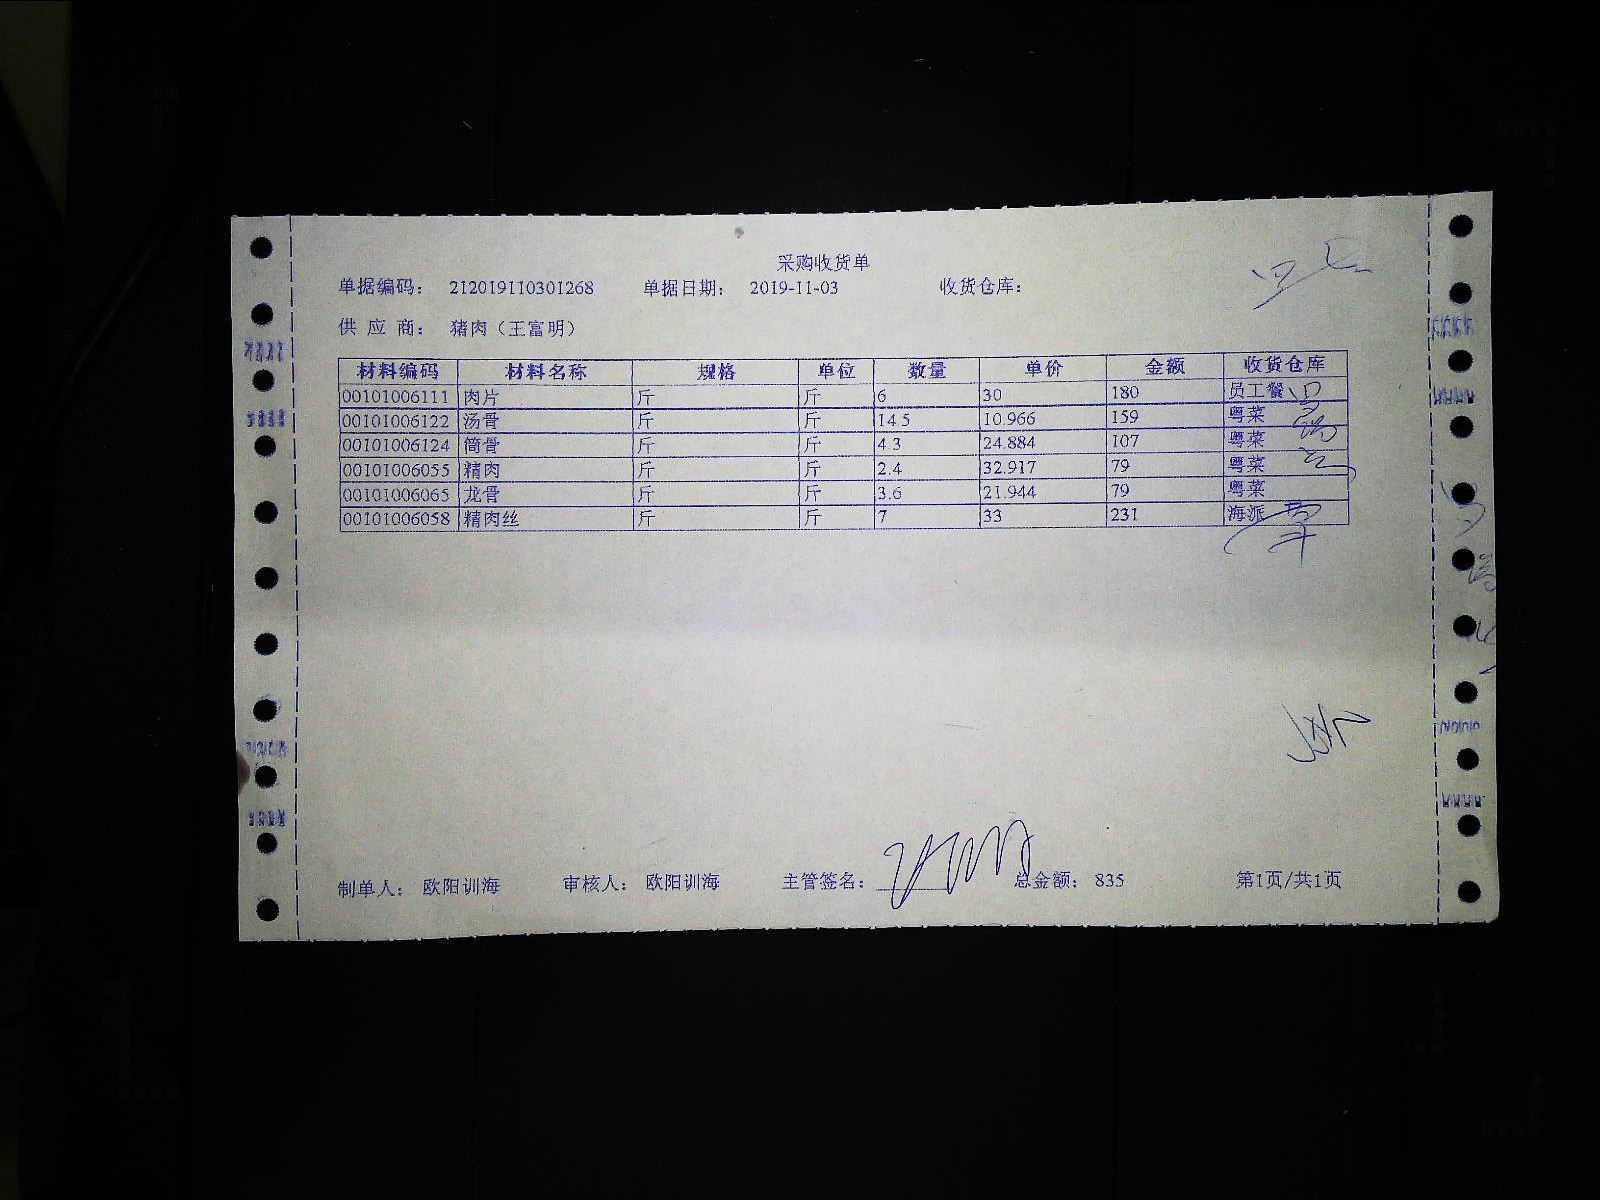 采购收货单
单据编码： 212019110301268 单据日期： 2019-11-03 收货仓库：
供 应 商： 猪肉（王富明）
材料编码 材料名称 规格 单位 数量 单价 金额 收货仓库
00101006111 肉片 斤 斤 6 30 180 员工餐
00101006122 汤骨 斤 斤 14.5 10.966 159 粤菜
00101006124 筒骨 斤 斤 4.3 24.884 107 粤菜
00101006055 精肉 斤 斤 2.4 32.917 79 粤菜
00101006065 龙骨 斤 斤 3.6 21.944 79 粤菜
00101006058 精肉丝 斤 斤 7 33 231 海派
制单人： 欧阳训海 审核人： 欧阳训海 主管签名： 总金额： 835 第1页/共1页